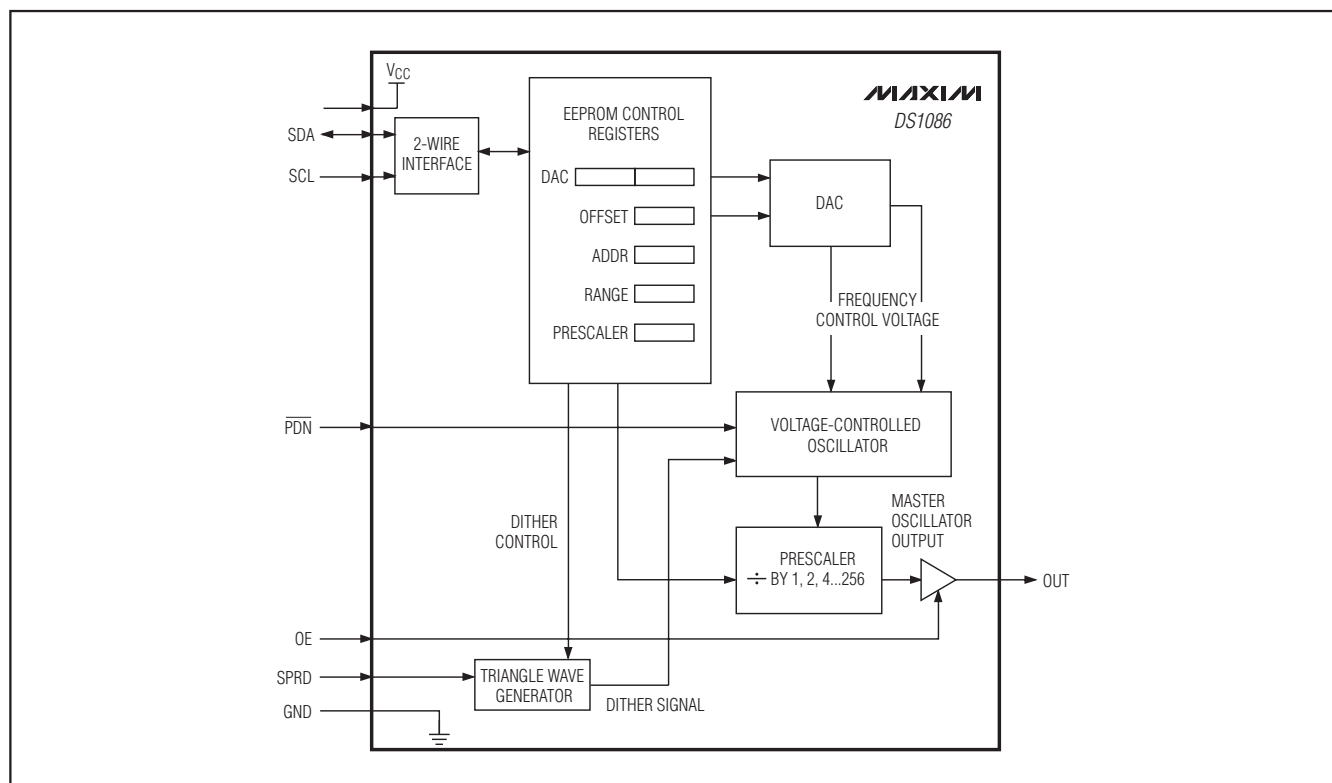 VCC
MAXIM
DS1086
SDA
SCL
2-WIRE
INTERFACE
EEPROM CONTROL
REGISTERS
DAC
OFFSET
ADDR
RANGE
PRESCALER
DAC
FREQUENCY
CONTROL VOLTAGE
PDN
VOLTAGE-CONTROLLED
OSCILLATOR
MASTER
OSCILLATOR
OUTPUT
DITHER
CONTROL
PRESCALER
÷ BY 1, 2, 4...256
OUT
OE
SPRD
TRIANGLE WAVE
GENERATOR
DITHER SIGNAL
GND